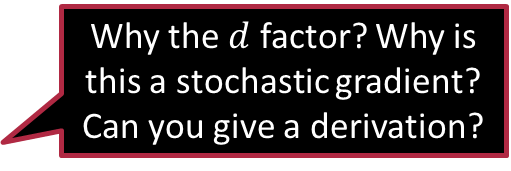 Why the d factor? Why is
this a stochastic gradient?
Can you give a derivation?